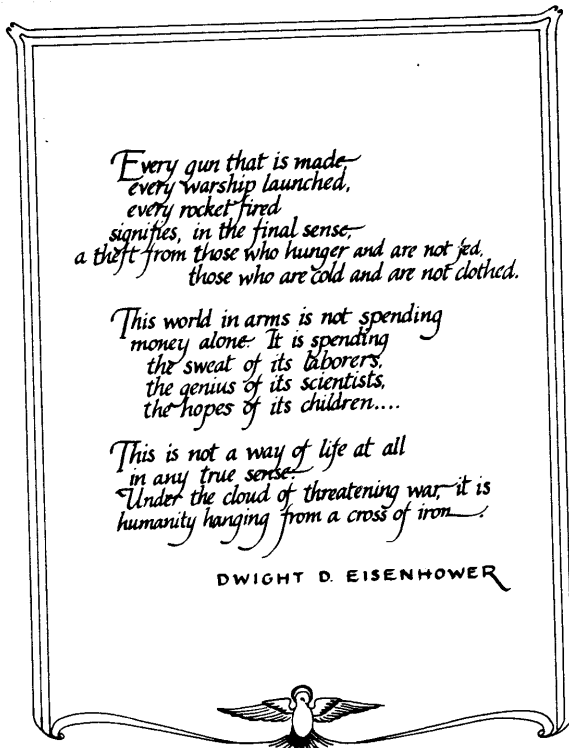 Every gun that is made
every warship launched,
every rocket fired
signifies, in the final sense,
a theft from those who hunger and are not fed,
those who are cold and are not clothed.
This world in arms is not spending
money alone. It is spending
the sweat of its laborers,
the genius of its scientists,
the hopes of its children....
This is not a way of life at all
in any true sense.
Under the cloud of threatening war, it is
humanity hanging from a cross of iron.
DWIGHT D. EISENHOWER